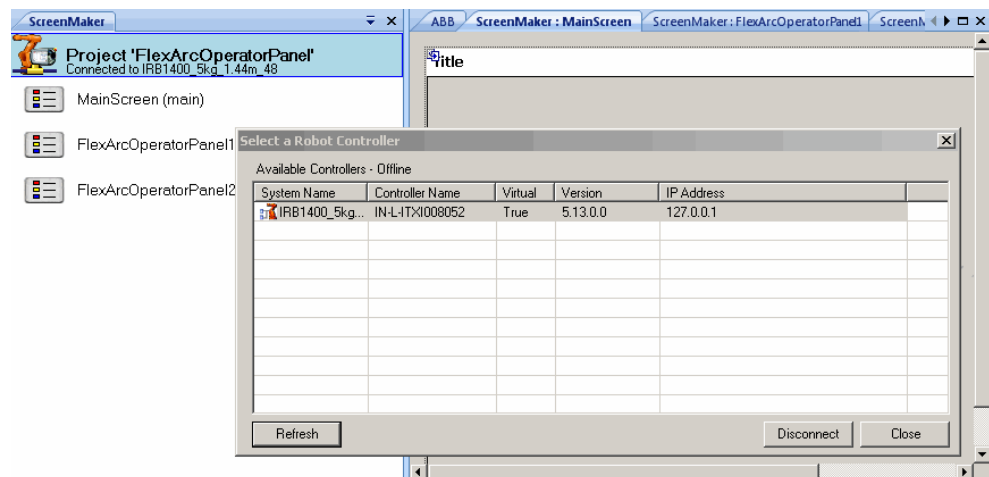 ScreenMaker
Project 'FlexArcOperatorPanel'
Connected to IRB1400_5kg_1.44m_48
MainScreen (main)
FlexArcOperatorPanel1
FlexArcOperatorPanel2
ABB ScreenMaker : MainScreen ScreenMaker : FlexArcOperatorPanel1 ScreenM
Title
Select a Robot Controller
Available Controllers - Offline
System Name Controller Name Virtual Version IP Address
IRB1400_5kg... IN-L-ITXI008052 True 5.13.0.0 127.0.0.1
Refresh Disconnect Close